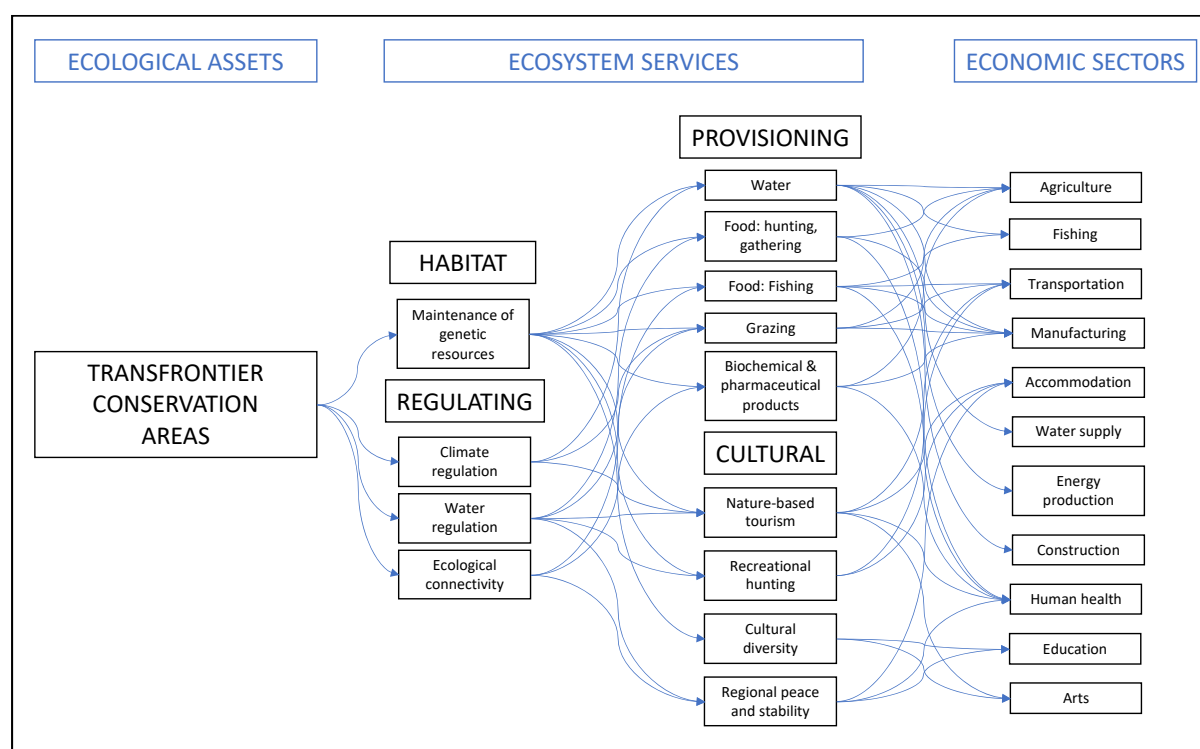 ECOLOGICAL ASSETS
ECOSYSTEM SERVICES
ECONOMIC SECTORS
TRANSFRONTIER
CONSERVATION
AREAS
HABITAT
Maintenance of
genetic
resources
REGULATING
Climate
regulation
Water
regulation
Ecological
connectivity
PROVISIONING
Water
Food: hunting,
gathering
Food: Fishing
Grazing
Biochemical &
pharmaceutical
products
CULTURAL
Nature-based
tourism
Recreational
hunting
Cultural
diversity
Regional peace
and stability
Agriculture
Fishing
Transportation
Manufacturing
Accommodation
Water supply
Energy
production
Construction
Human health
Education
Arts